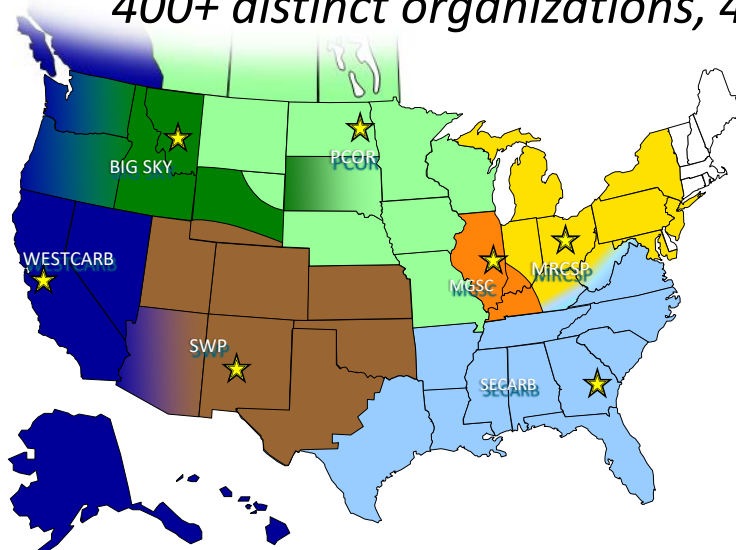 400+ distinct organizations, 4
BIG SKY
PCOR
WESTCARB
MGSC
MRCSP
SWP
SECARB